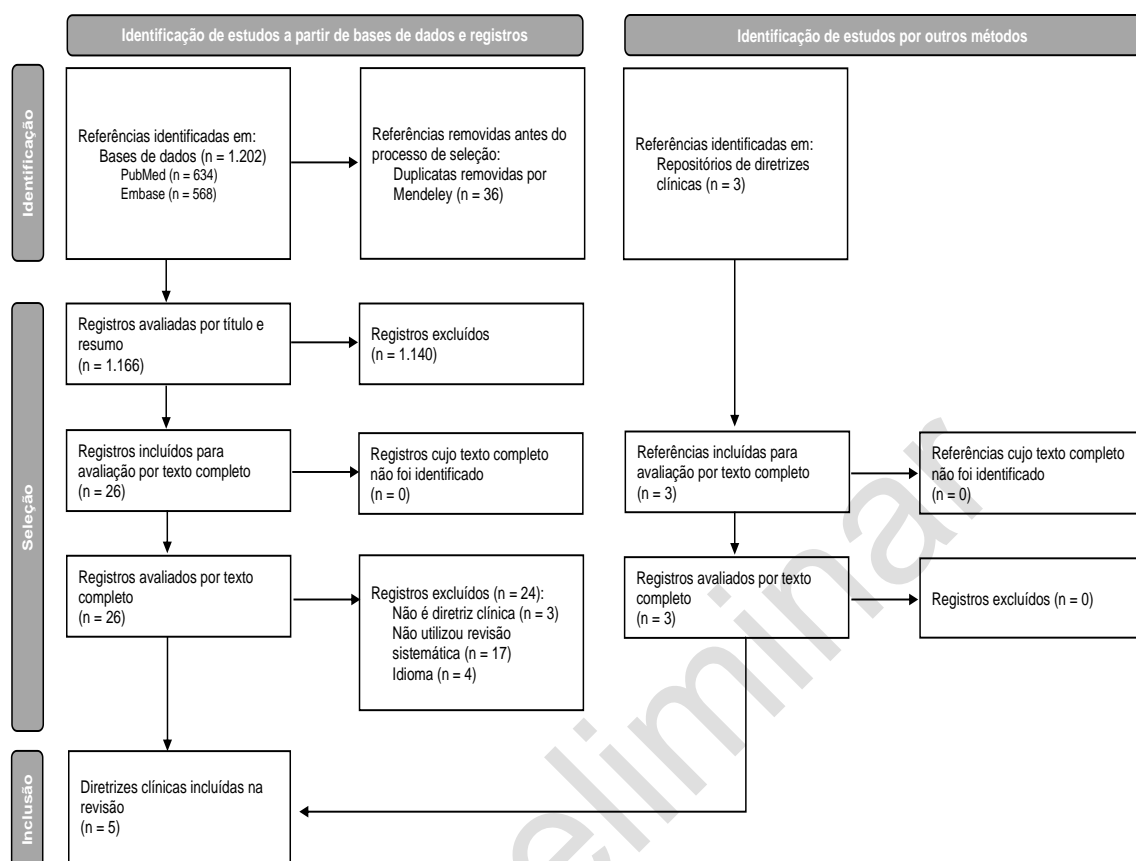 Identificação de estudos a partir de bases de dados e registros
Identificação de estudos por outros métodos
Identificação
Referências identificadas em:
Bases de dados (n = 1.202)
PubMed (n = 634)
Embase (n = 568)
Referências removidas antes do
processo de seleção:
Duplicatas removidas por
Mendeley (n = 36)
Referências identificadas em:
Repositórios de diretrizes
clínicas (n = 3)
Seleção
Registros avaliadas por título e
resumo
(n = 1.166)
Registros excluídos
(n = 1.140)
Registros incluídos para
avaliação por texto completo
(n = 26)
Registros cujo texto completo
não foi identificado
(n = 0)
Referências incluídas para
avaliação por texto completo
(n = 3)
Referências cujo texto completo
não foi identificado
(n = 0)
Registros avaliados por texto
completo
(n = 26)
Registros excluídos (n = 24):
Não é diretriz clínica (n = 3)
Não utilizou revisão
sistemática (n = 17)
Idioma (n = 4)
Registros avaliados por texto
completo
(n = 3)
Registros excluídos (n = 0)
Inclusão
Diretrizes clínicas incluídas na
revisão
(n = 5)
eliminar